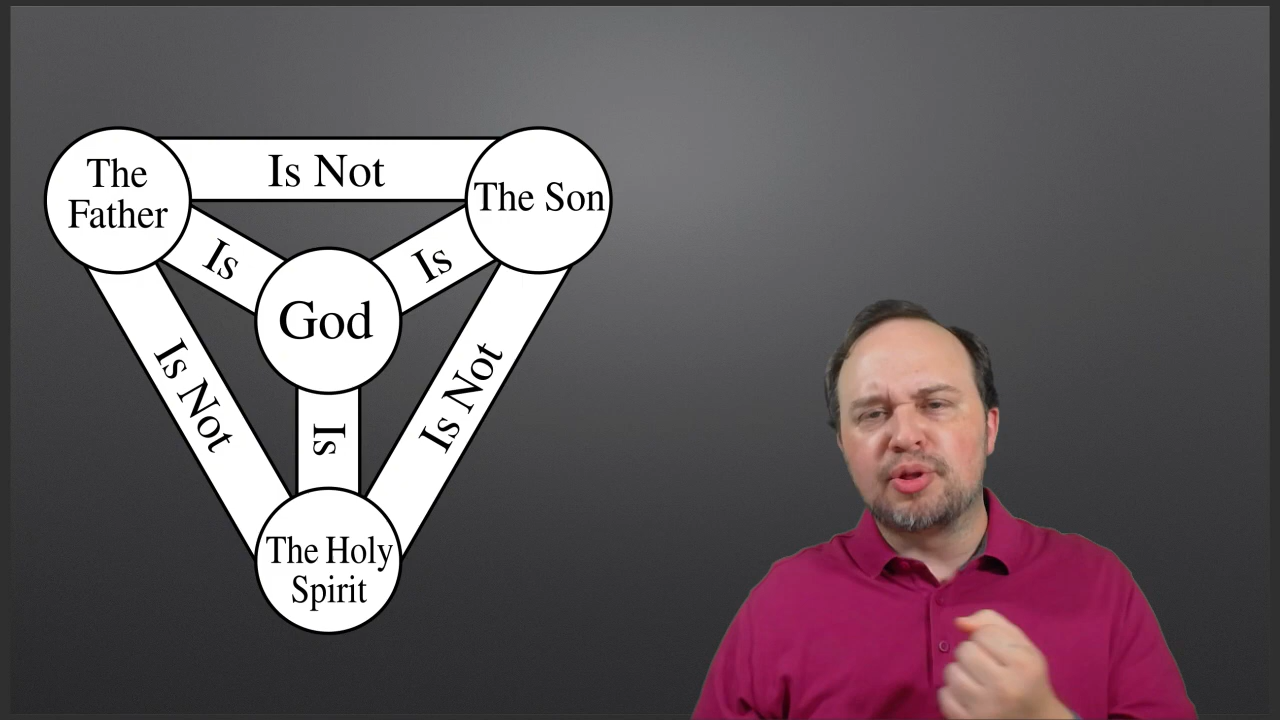 The
Father
Is Not
The Son
Is
Is
God
Is Not
Is
Is Not
The Holy
Spirit